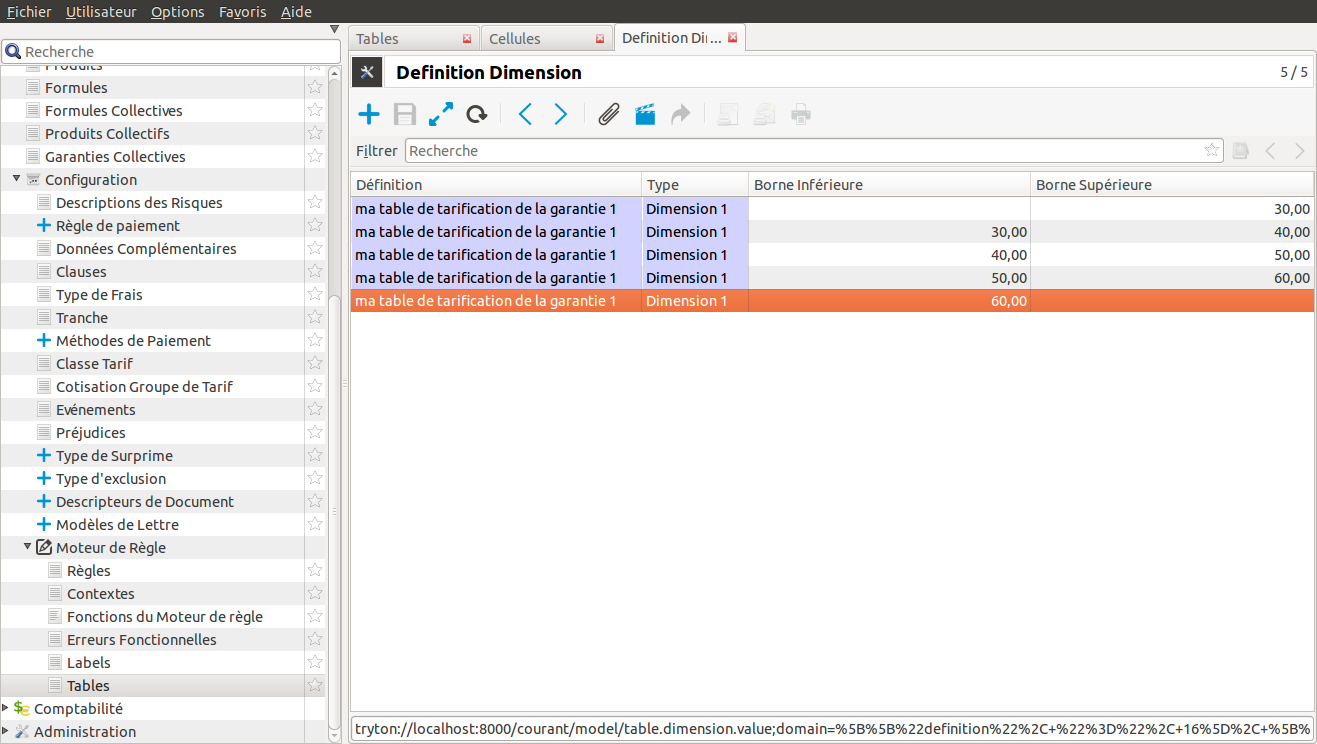 Fichier Utilisateur Options Favoris Aide
Recherche
Produits
Formules
Formules Collectives
Produits Collectifs
Garanties Collectives
Configuration
Descriptions des Risques
Règle de paiement
Données Complémentaires
Clauses
Type de Frais
Tranche
Méthodes de Paiement
Classe Tarif
Cotisation Groupe de Tarif
Evénements
Préjudices
Type de Surprime
Type d'exclusion
Descripteurs de Document
Modèles de Lettre
Moteur de Règle
Règles
Contextes
Fonctions du Moteur de règle
Erreurs Fonctionnelles
Labels
Tables
Comptabilité
Administration
Tables Cellules Definition Di...
Definition Dimension 5 / 5
Filtrer Recherche
Définition Type Borne Inférieure Borne Supérieure
ma table de tarification de la garantie 1 Dimension 1 30,00
ma table de tarification de la garantie 1 Dimension 1 30,00 40,00
ma table de tarification de la garantie 1 Dimension 1 40,00 50,00
ma table de tarification de la garantie 1 Dimension 1 50,00 60,00
ma table de tarification de la garantie 1 Dimension 1 60,00
tryton://localhost:8000/courant/model/table.dimension.value;domain=%5B%5B%22definition%22%2C+%22%3D%22%2C+16%5D%2C+%5B%